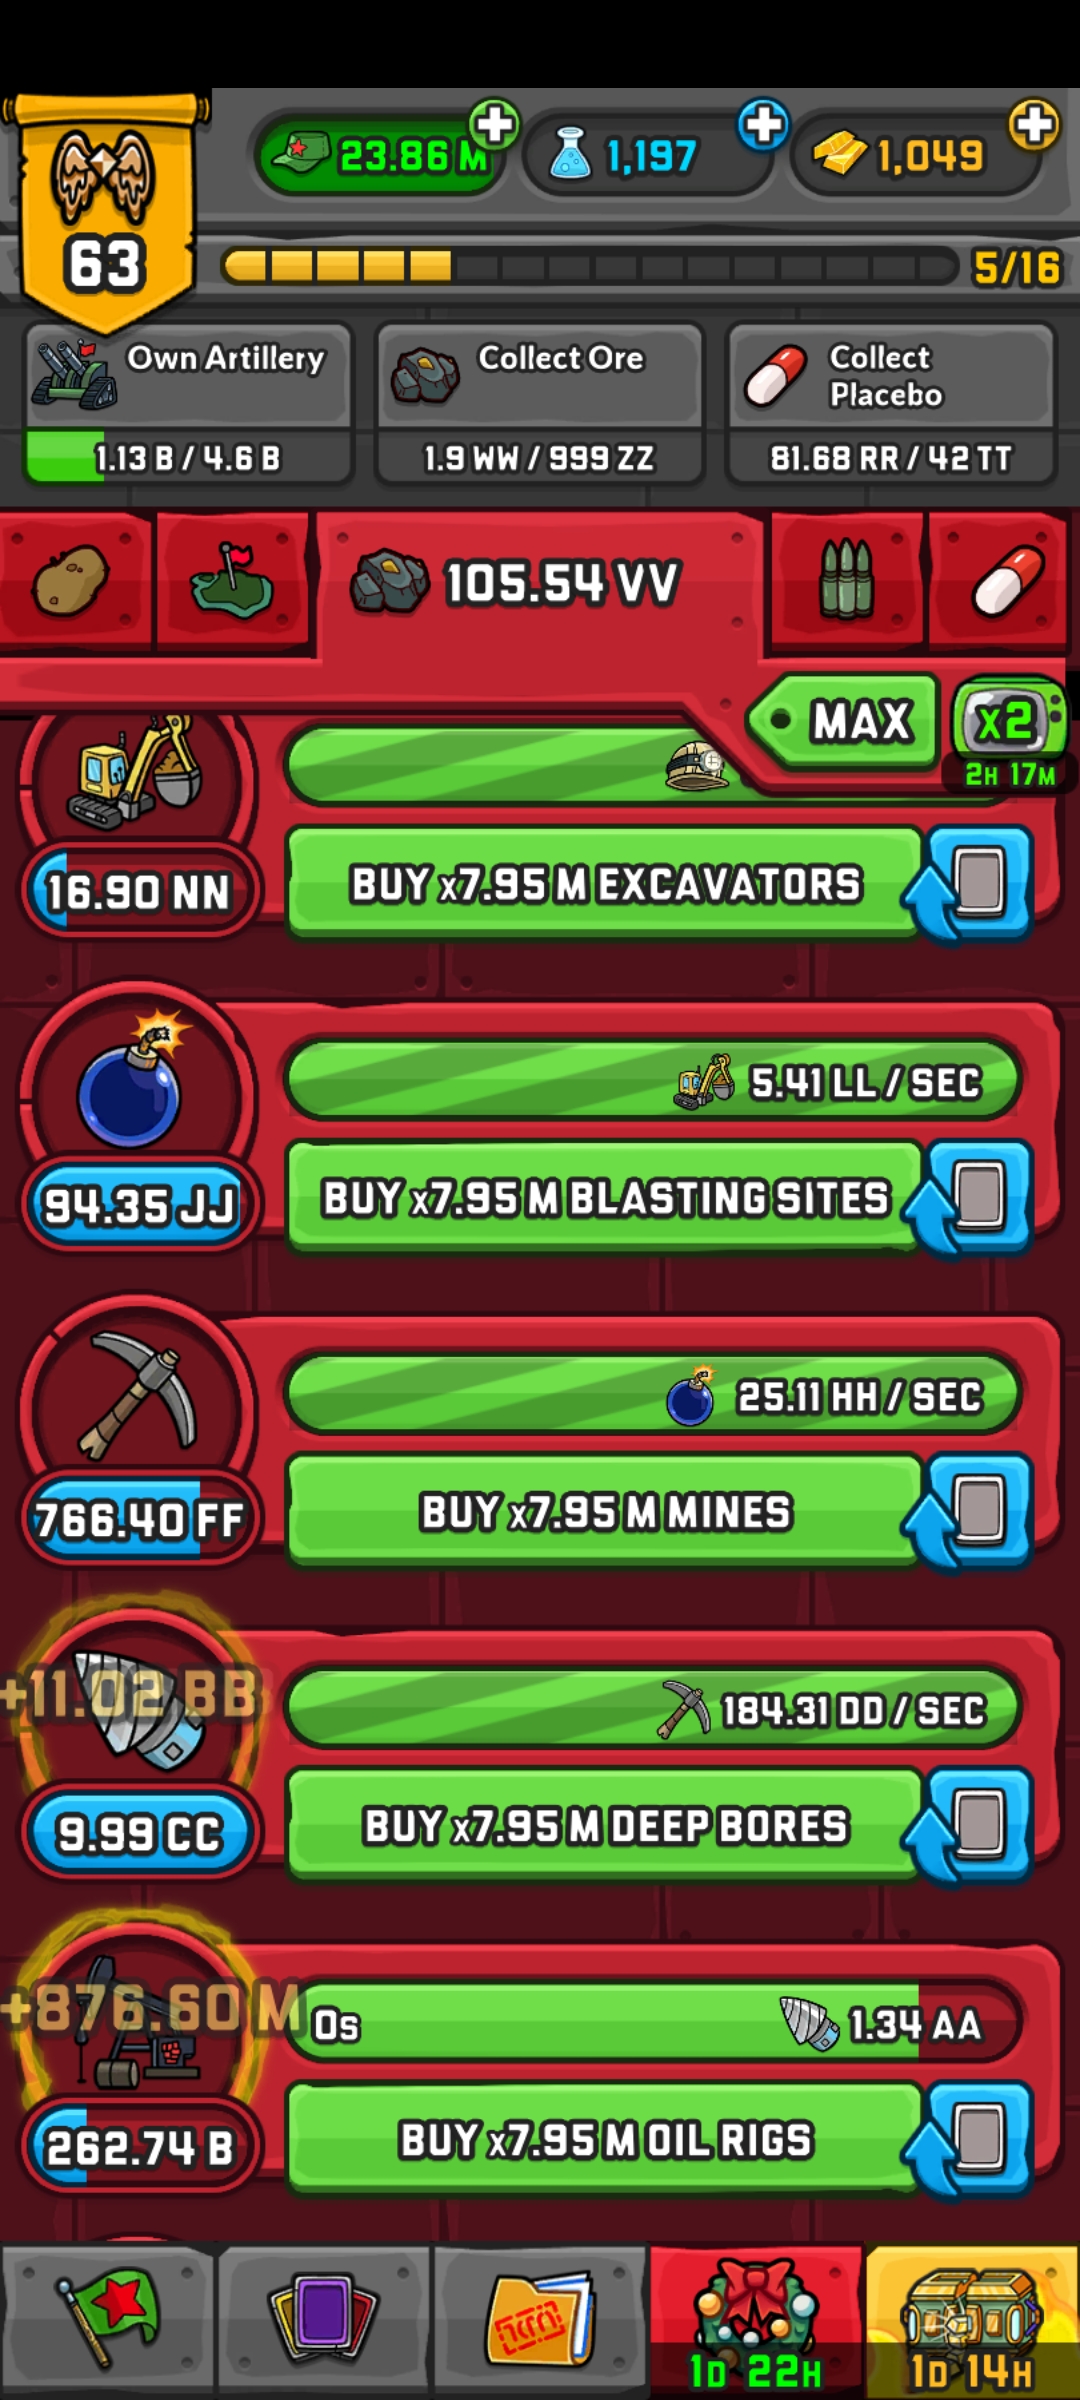 23.86 M
1,197
1,049
63
5/16
Own Artillery
1.13 B / 4.6 B
Collect Ore
1.9 WW / 999 ZZ
Collect
Placebo
81.68 RR / 42 TT
105.54 VV
MAX
x2
2H 17M
16.90 NN
BUY x7.95 M EXCAVATORS
5.41 LL / SEC
94.35 JJ
BUY x7.95 M BLASTING SITES
25.11 HH / SEC
766.40 FF
BUY x7.95 M MINES
+11.02 BB
184.31 DD / SEC
9.99 CC
BUY x7.95 M DEEP BORES
+876.60 M
0s
1.34 AA
262.74 B
BUY x7.95 M OIL RIGS
1D 22H
1D 14H